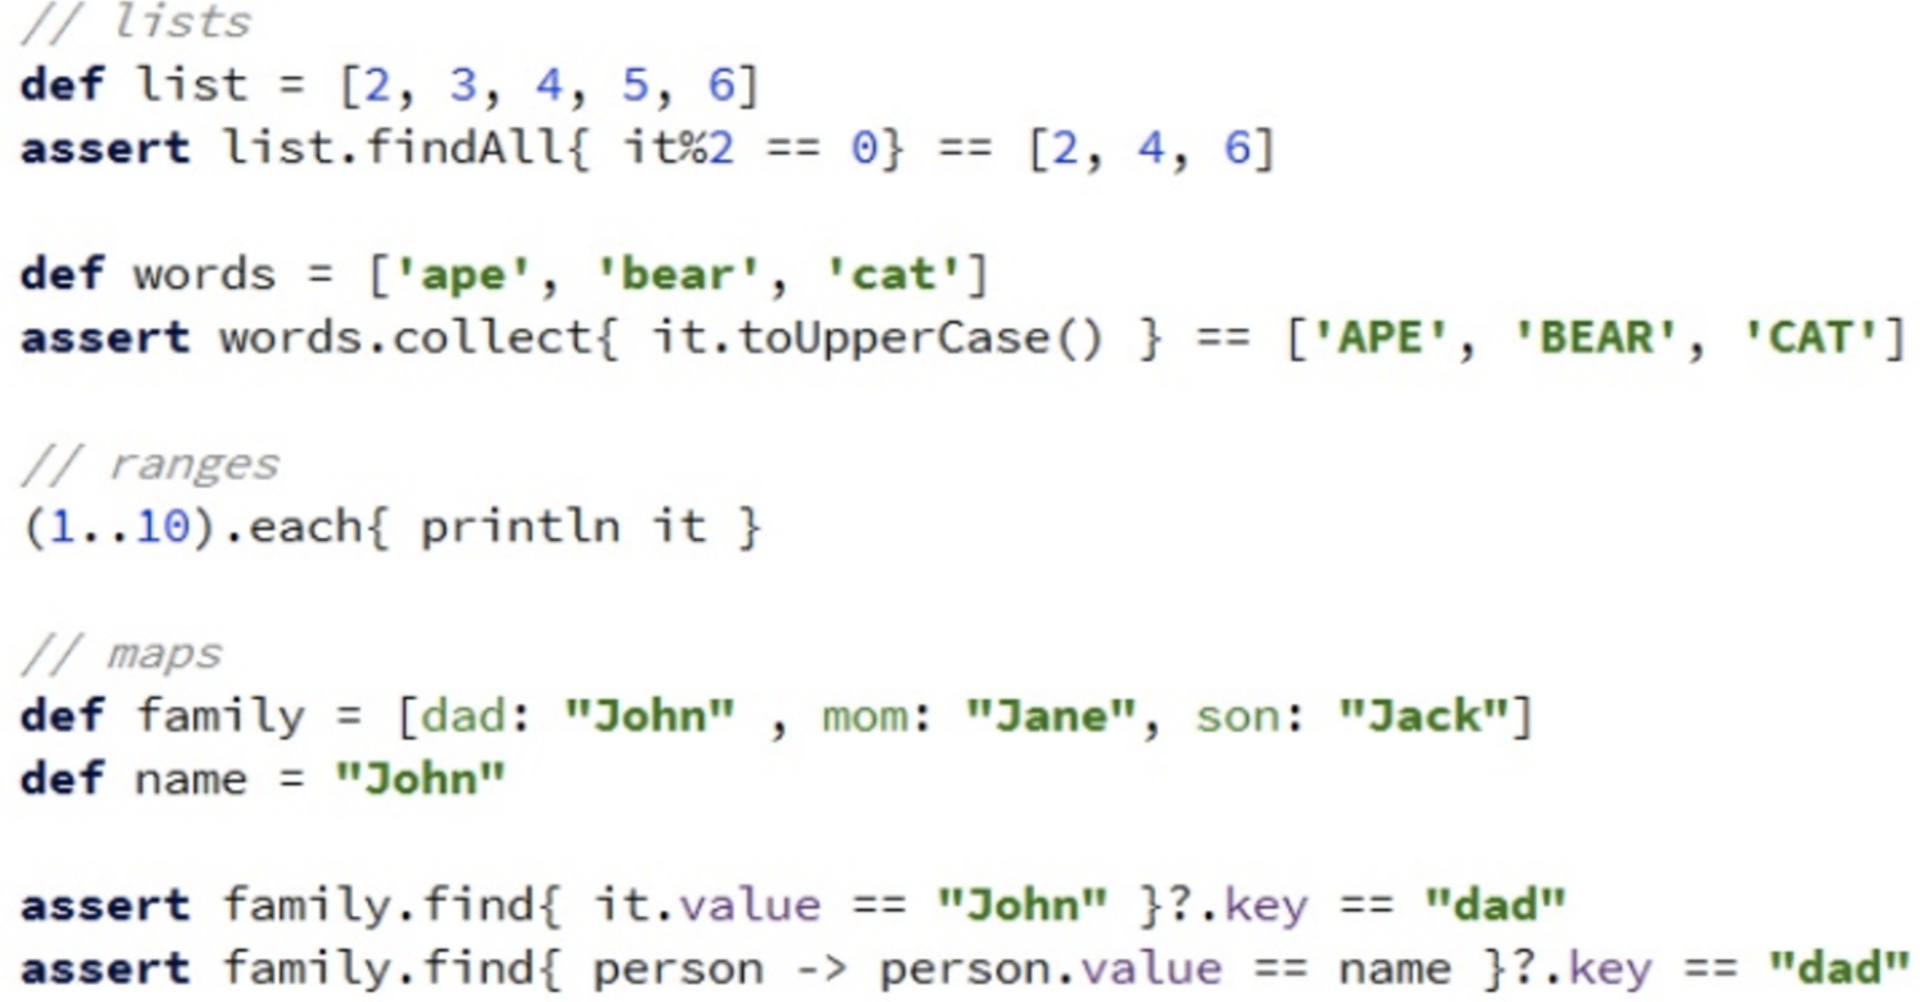 // lists
def list = [2, 3, 4, 5, 6]
assert list.findAll{ it%2 == 0} == [2, 4, 6]
def words = ['ape', 'bear', 'cat']
assert words.collect{ it.toUpperCase() } == ['APE', 'BEAR', 'CAT']
// ranges
(1..10).each{ println it }
// maps
def family = [dad: "John" , mom: "Jane", son: "Jack"]
def name = "John"
assert family.find{ it.value == "John" }?.key == "dad"
assert family.find{ person -> person.value == name }?.key == "dad"